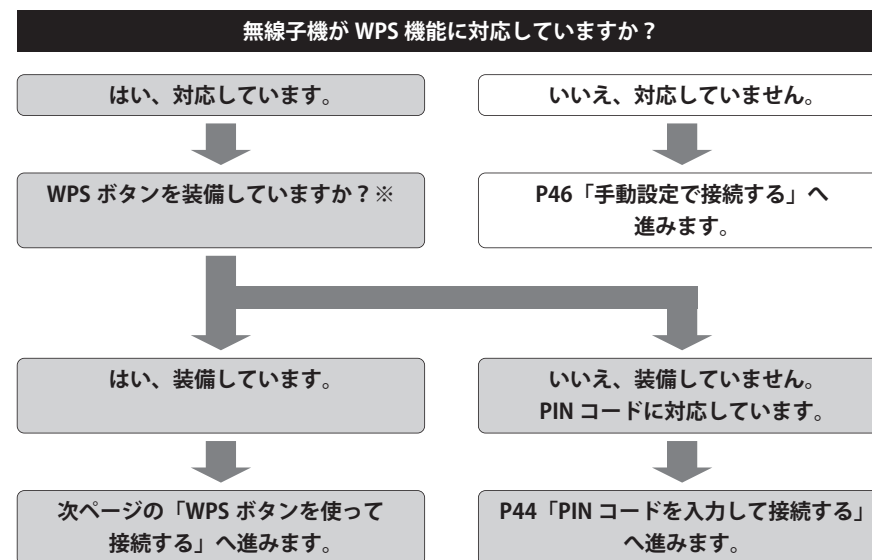 無線子機が WPS 機能に対応していますか？
はい、対応しています。
いいえ、対応していません。
WPS ボタンを装備していますか？※
P46「手動設定で接続する」へ
進みます。
はい、装備しています。
いいえ、装備していません。
PIN コードに対応しています。
次ページの「WPS ボタンを使って
接続する」へ進みます。
P44「PIN コードを入力して接続する」
へ進みます。